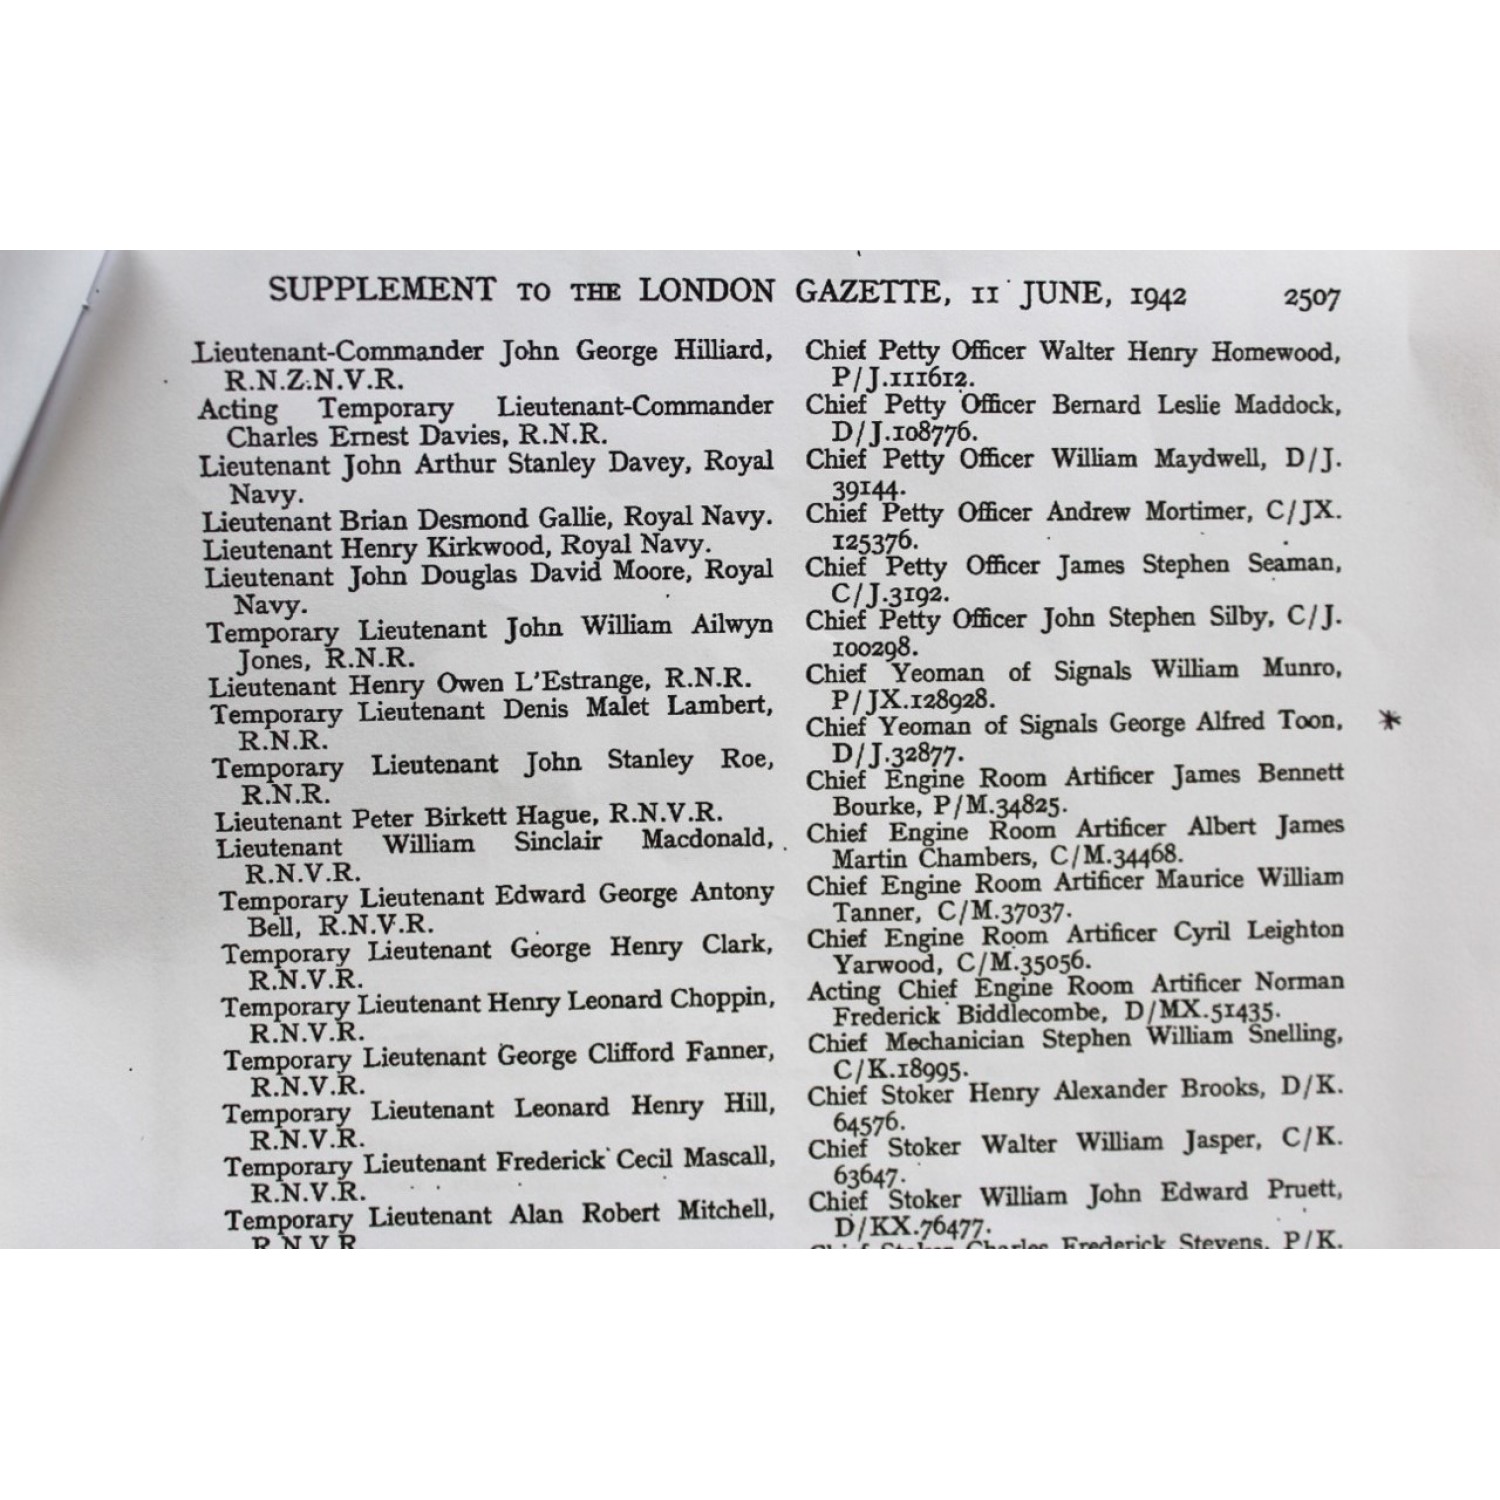 SUPPLEMENT TO THE LONDON GAZETTE, 11 JUNE, 1942 2507
Lieutenant-Commander John George Hilliard,
R.N.Z.N.V.R.
Acting Temporary Lieutenant-Commander
Charles Ernest Davies, R.N.R.
Lieutenant John Arthur Stanley Davey, Royal
Navy.
Lieutenant Brian Desmond Gallie, Royal Navy.
Lieutenant Henry Kirkwood, Royal Navy.
Lieutenant John Douglas David Moore, Royal
Navy.
Temporary Lieutenant John William Ailwyn
Jones, R.N.R.
Lieutenant Henry Owen L'Estrange, R.N.R.
Temporary Lieutenant Denis Malet Lambert,
R.N.R.
Temporary Lieutenant John Stanley Roe,
R.N.R.
Lieutenant Peter Birkett Hague, R.N.V.R.
Lieutenant William Sinclair Macdonald,
R.N.V.R.
Temporary Lieutenant Edward George Antony
Bell, R.N.V.R.
Temporary Lieutenant George Henry Clark,
R.N.V.R.
Temporary Lieutenant Henry Leonard Choppin,
R.N.V.R.
Temporary Lieutenant George Clifford Fanner,
R.N.V.R.
Temporary Lieutenant Leonard Henry Hill,
R.N.V.R.
Temporary Lieutenant Frederick Cecil Mascall,
R.N.V.R.
Temporary Lieutenant Alan Robert Mitchell,
R.N.V.R.
Chief Petty Officer Walter Henry Homewood,
P/J.111612.
Chief Petty Officer Bernard Leslie Maddock,
D/J.108776.
Chief Petty Officer William Maydwell, D/J.
39144.
Chief Petty Officer Andrew Mortimer, C/JX.
125376.
Chief Petty Officer James Stephen Seaman,
C/J.3192.
Chief Petty Officer John Stephen Silby, C/J.
100298.
Chief Yeoman of Signals William Munro,
P/JX.128928.
Chief Yeoman of Signals George Alfred Toon, *
D/J.32877.
Chief Engine Room Artificer James Bennett
Bourke, P/M.34825.
Chief Engine Room Artificer Albert James
Martin Chambers, C/M.34468.
Chief Engine Room Artificer Maurice William
Tanner, C/M.37037.
Chief Engine Room Artificer Cyril Leighton
Yarwood, C/M.35056.
Acting Chief Engine Room Artificer Norman
Frederick Biddlecombe, D/MX.51435.
Chief Mechanician Stephen William Snelling,
C/K.18995.
Chief Stoker Henry Alexander Brooks, D/K.
64576.
Chief Stoker Walter William Jasper, C/K.
63647.
Chief Stoker William John Edward Pruett,
D/KX.76477.
Chief Stoker Charles Frederick Stevens, P/K.